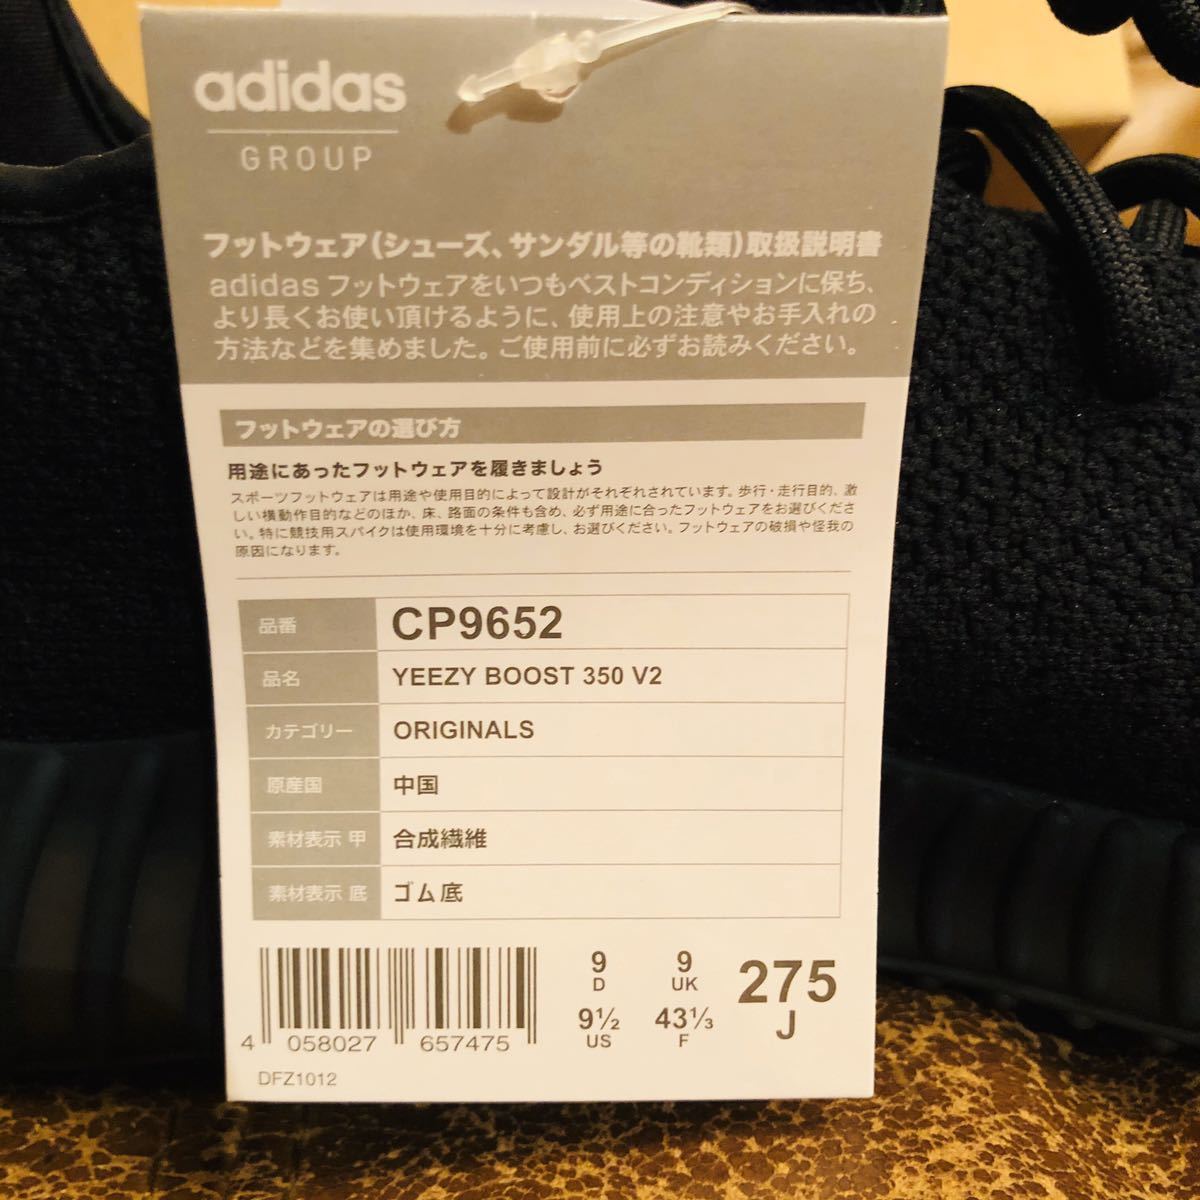 adidas
GROUP
フットウェア(シューズ、サンダル等の靴類)取扱説明書
adidas フットウェアをいつもベストコンディションに保ち、
より長くお使い頂けるように、使用上の注意やお手入れの
方法などを集めました。ご使用前に必ずお読みください。
フットウェアの選び方
用途にあったフットウェアを履きましょう
スポーツフットウェアは用途や使用目的によって設計がそれぞれされています。歩行・走行目的、激
しい横動作目的などのほか、床、路面の条件も含め、必ず用途に合ったフットウェアをお選びくださ
い。特に競技用スパイクは使用環境を十分に考慮し、お選びください。フットウェアの破損や怪我の
原因になります。
品番 CP9652
品名 YEEZY BOOST 350 V2
カテゴリー ORIGINALS
原産国 中国
素材表示 甲 合成繊維
素材表示 底 ゴム底
9 D 9 UK 275 J
9½ US 43⅓ F
4 058027 657475
DFZ1012